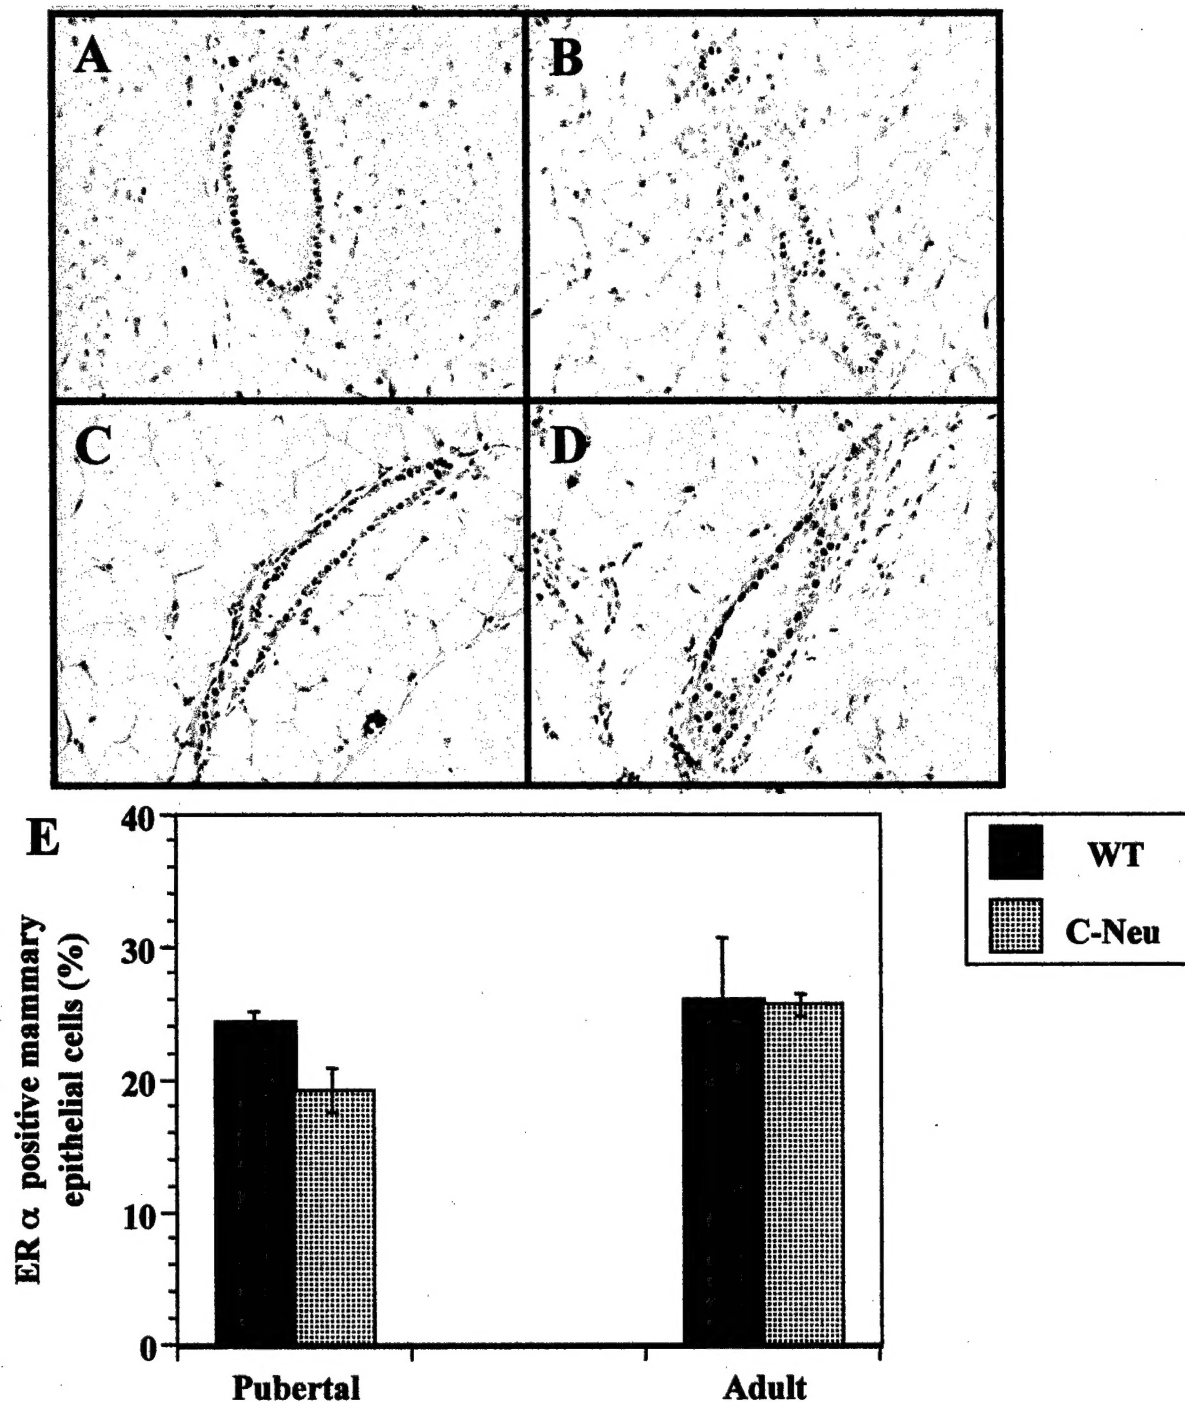 A
B
C
D
E
40
30
20
10
0
ER α positive mammary
epithelial cells (%)
Pubertal
Adult
WT
C-Neu